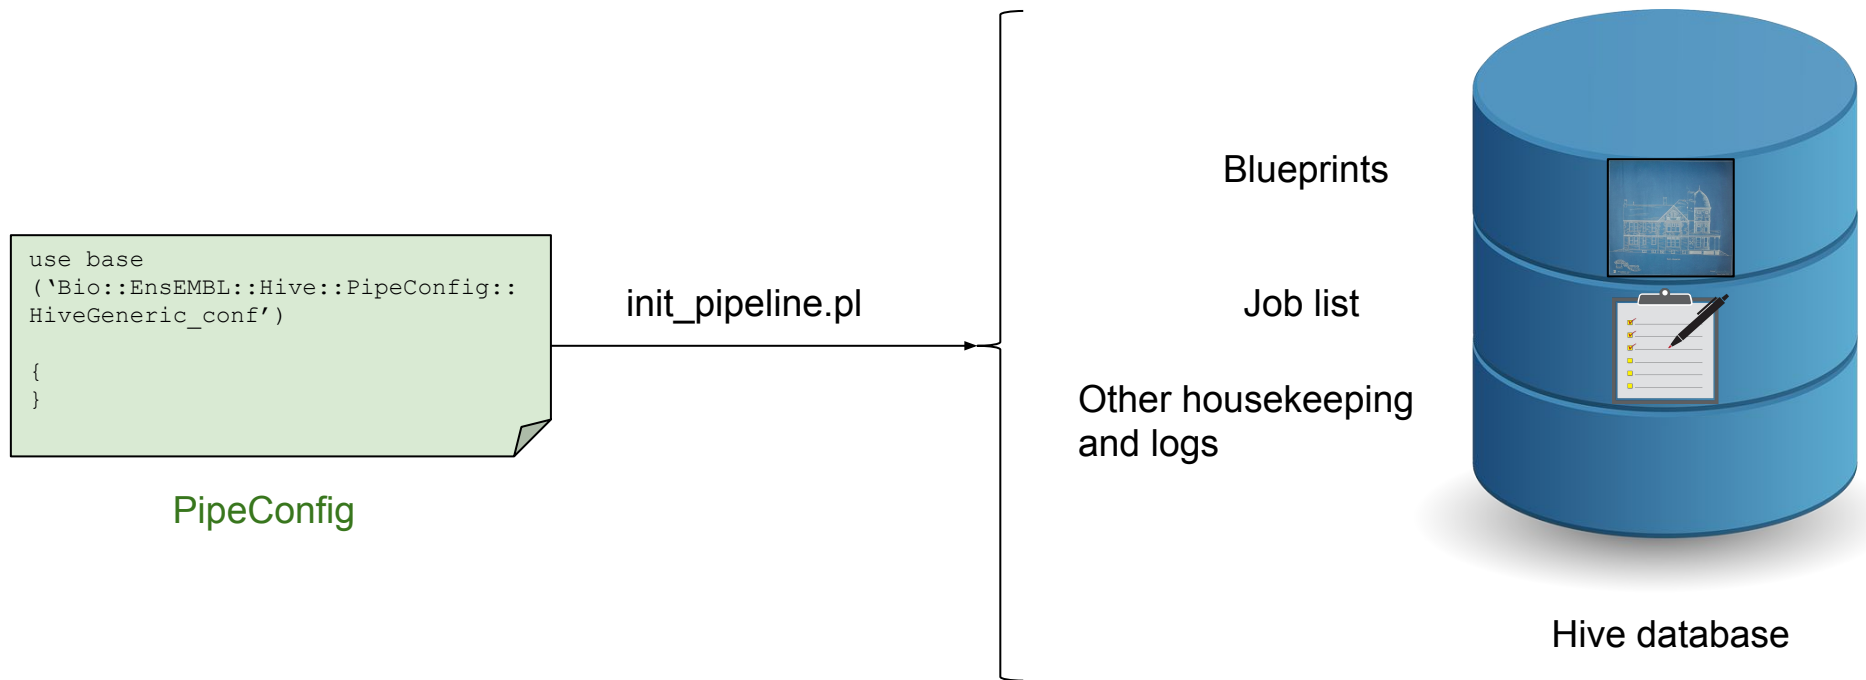 use base
(‘Bio::EnsEMBL::Hive::PipeConfig::
HiveGeneric_conf’)
{
}
PipeConfig
init_pipeline.pl
Blueprints
Job list
Other housekeeping
and logs
Hive database